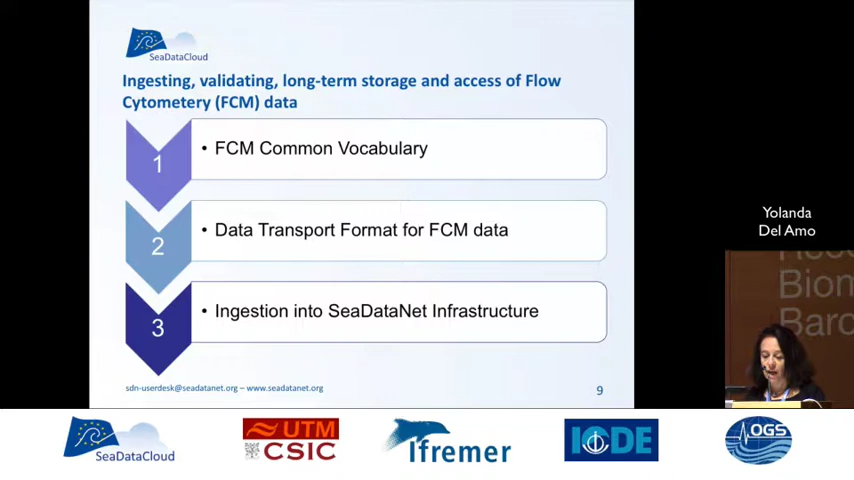 SeaDataCloud
Ingesting, validating, long-term storage and access of Flow
Cytometery (FCM) data
1
• FCM Common Vocabulary
2
• Data Transport Format for FCM data
3
• Ingestion into SeaDataNet Infrastructure
sdn-userdesk@seadatanet.org – www.seadatanet.org
9
Yolanda
Del Amo
Biom
Barc
SeaDataCloud
UTM
CSIC
Ifremer
IODE
OGS